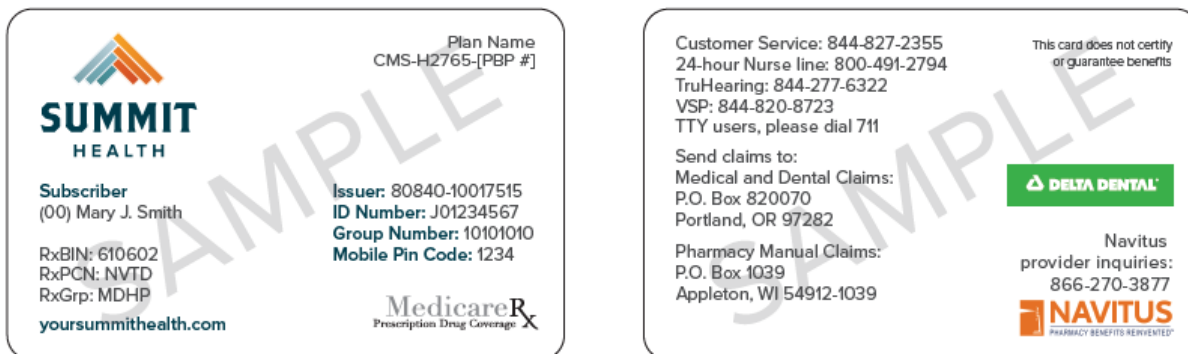 SUMMIT
HEALTH
Plan Name
CMS-H2765-[PBP #]
Subscriber
(00) Mary J. Smith
RxBIN: 610602
RxPCN: NVTD
RxGrp: MDHP
yoursummithealth.com
Issuer: 80840-10017515
ID Number: J01234567
Group Number: 10101010
Mobile Pin Code: 1234
MedicareRx
Prescription Drug Coverage
SAMPLE
Customer Service: 844-827-2355
24-hour Nurse line: 800-491-2794
TruHearing: 844-277-6322
VSP: 844-820-8723
TTY users, please dial 711
Send claims to:
Medical and Dental Claims:
P.O. Box 820070
Portland, OR 97282
Pharmacy Manual Claims:
P.O. Box 1039
Appleton, WI 54912-1039
This card does not certify
or guarantee benefits
DELTA DENTAL
Navitus
provider inquiries:
866-270-3877
NAVITUS
PHARMACY BENEFITS REINVENTED
SAMPLE